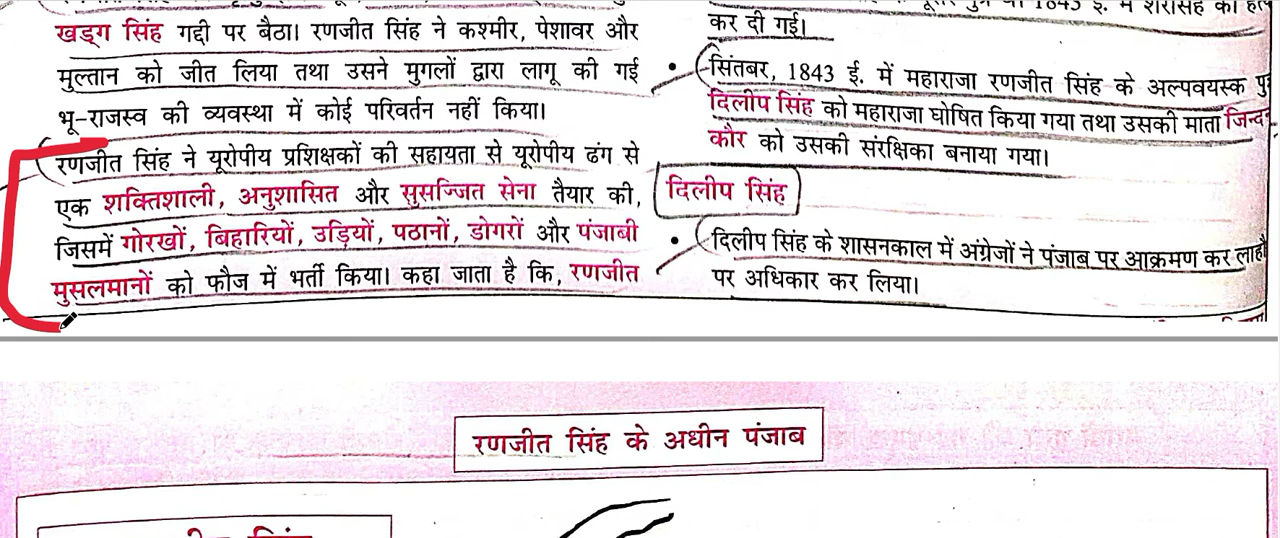 खड्ग सिंह गद्दी पर बैठा। रणजीत सिंह ने कश्मीर, पेशावर और
मुल्तान को जीत लिया तथा उसने मुगलों द्वारा लागू की गई
भू-राजस्व की व्यवस्था में कोई परिवर्तन नहीं किया।
रणजीत सिंह ने यूरोपीय प्रशिक्षकों की सहायता से यूरोपीय ढंग से
एक शक्तिशाली, अनुशासित और सुसज्जित सेना तैयार की,
जिसमें गोरखों, बिहारियों, उड़ियों, पठानों, डोगरों और पंजाबी
मुसलमानों को फौज में भर्ती किया। कहा जाता है कि, रणजीत
1843 ई. में शेरसिंह की
कर दी गई।
• सितंबर, 1843 ई. में महाराजा रणजीत सिंह के अल्पवयस्क
दिलीप सिंह को महाराजा घोषित किया गया तथा उसकी माता
कौर को उसकी संरक्षिका बनाया गया।
दिलीप सिंह
• दिलीप सिंह के शासनकाल में अंग्रेजों ने पंजाब पर आक्रमण कर
पर अधिकार कर लिया।
रणजीत सिंह के अधीन पंजाब